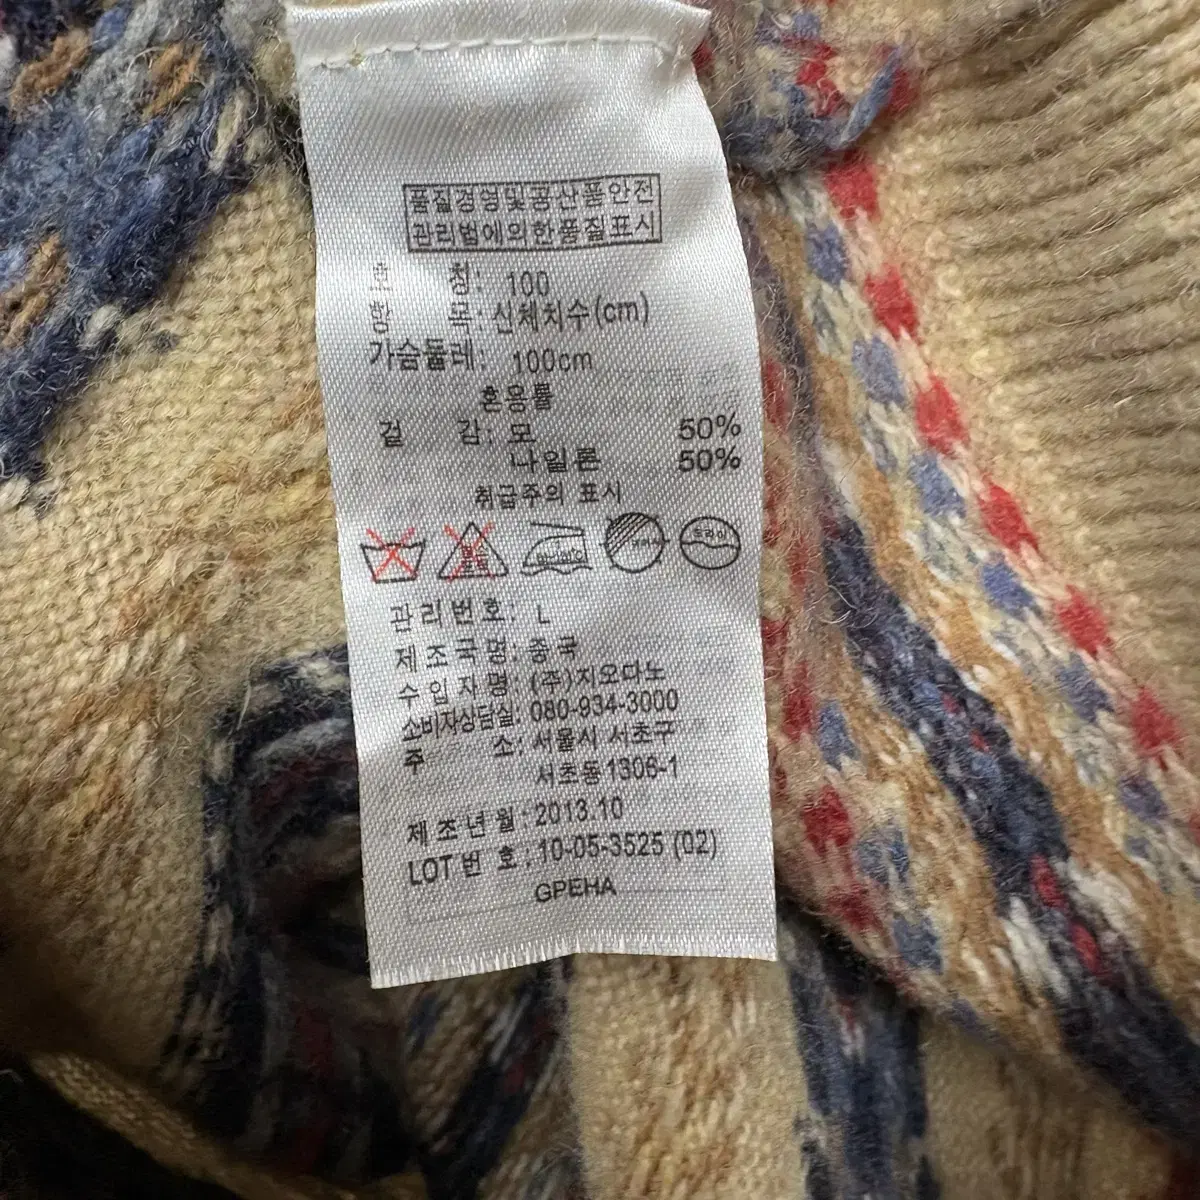 품질경영및공산품안전
관리법에의한품질표시
호 칭: 100
항 도: 신체치수(cm)
가슴둘레: 100cm
혼용률
겉 감: 모 50%
나일론 50%
취급주의 표시
드라이
관리번호: L
제조국명: 중국
수입자명: (주)지오다노
소비자상담실: 080-934-3000
주 소: 서울시 서초구
서초동1306-1
제조년월: 2013.10
LOT번호: 10-05-3525 (02)
GPEHA